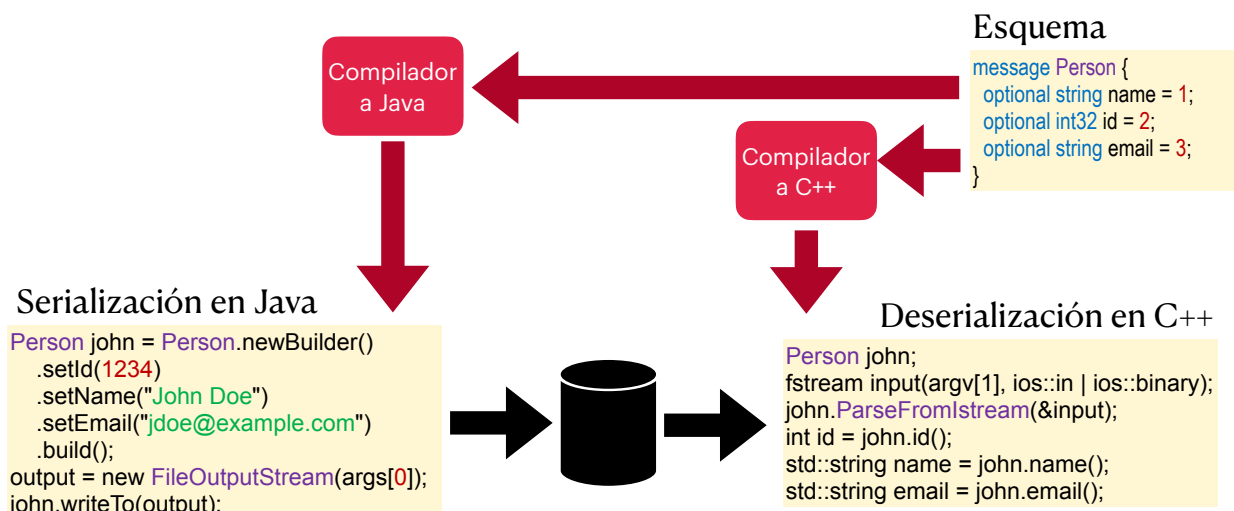 Esquema
message Person {
optional string name = 1;
optional int32 id = 2;
optional string email = 3;
}
Compilador
a Java
Compilador
a C++
Serialización en Java
Person john = Person.newBuilder()
.setId(1234)
.setName("John Doe")
.setEmail("jdoe@example.com")
.build();
output = new FileOutputStream(args[0]);
john.writeTo(output);
Deserialización en C++
Person john;
fstream input(argv[1], ios::in | ios::binary);
john.ParseFromIstream(&input);
int id = john.id();
std::string name = john.name();
std::string email = john.email();